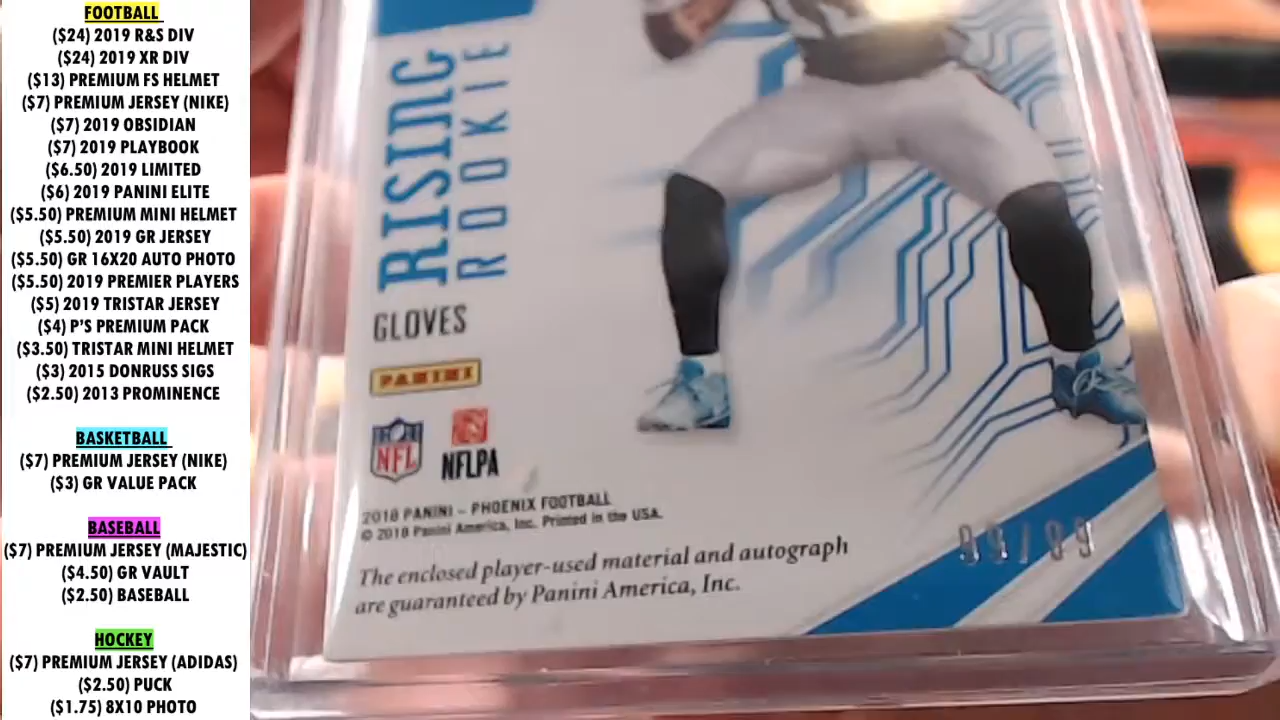 FOOTBALL
($24) 2019 R&S DIV
($24) 2019 XR DIV
($13) PREMIUM FS HELMET
($7) PREMIUM JERSEY (NIKE)
($7) 2019 OBSIDIAN
($7) 2019 PLAYBOOK
($6.50) 2019 LIMITED
($6) 2019 PANINI ELITE
($5.50) PREMIUM MINI HELMET
($5.50) 2019 GR JERSEY
($5.50) GR 16X20 AUTO PHOTO
($5.50) 2019 PREMIER PLAYERS
($5) 2019 TRISTAR JERSEY
($4) P'S PREMIUM PACK
($3.50) TRISTAR MINI HELMET
($3) 2015 DONRUSS SIGS
($2.50) 2013 PROMINENCE
BASKETBALL
($7) PREMIUM JERSEY (NIKE)
($3) GR VALUE PACK
BASEBALL
($7) PREMIUM JERSEY (MAJESTIC)
($4.50) GR VAULT
($2.50) BASEBALL
HOCKEY
($7) PREMIUM JERSEY (ADIDAS)
($2.50) PUCK
($1.75) 8X10 PHOTO
RISING
ROOKIE
GLOVES
PANINI
NFL
NFLPA
2018 PANINI - PHOENIX FOOTBALL
© 2018 Panini America, Inc. Printed in the USA.
The enclosed player-used material and autograph
are guaranteed by Panini America, Inc.